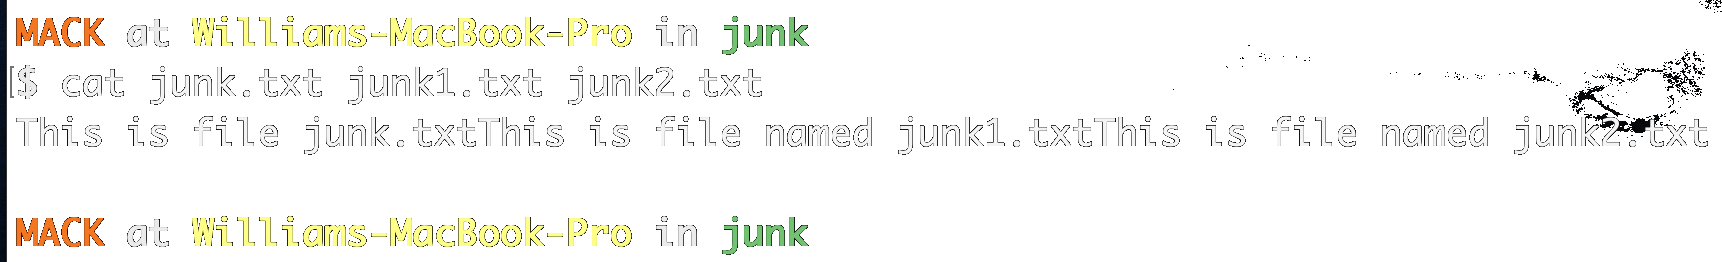 MACK at Williams-MacBook-Pro in junk
[$ cat junk.txt junk1.txt junk2.txt
This is file junk.txtThis is file named junk1.txtThis is file named junk2.txt
MACK at Williams-MacBook-Pro in junk